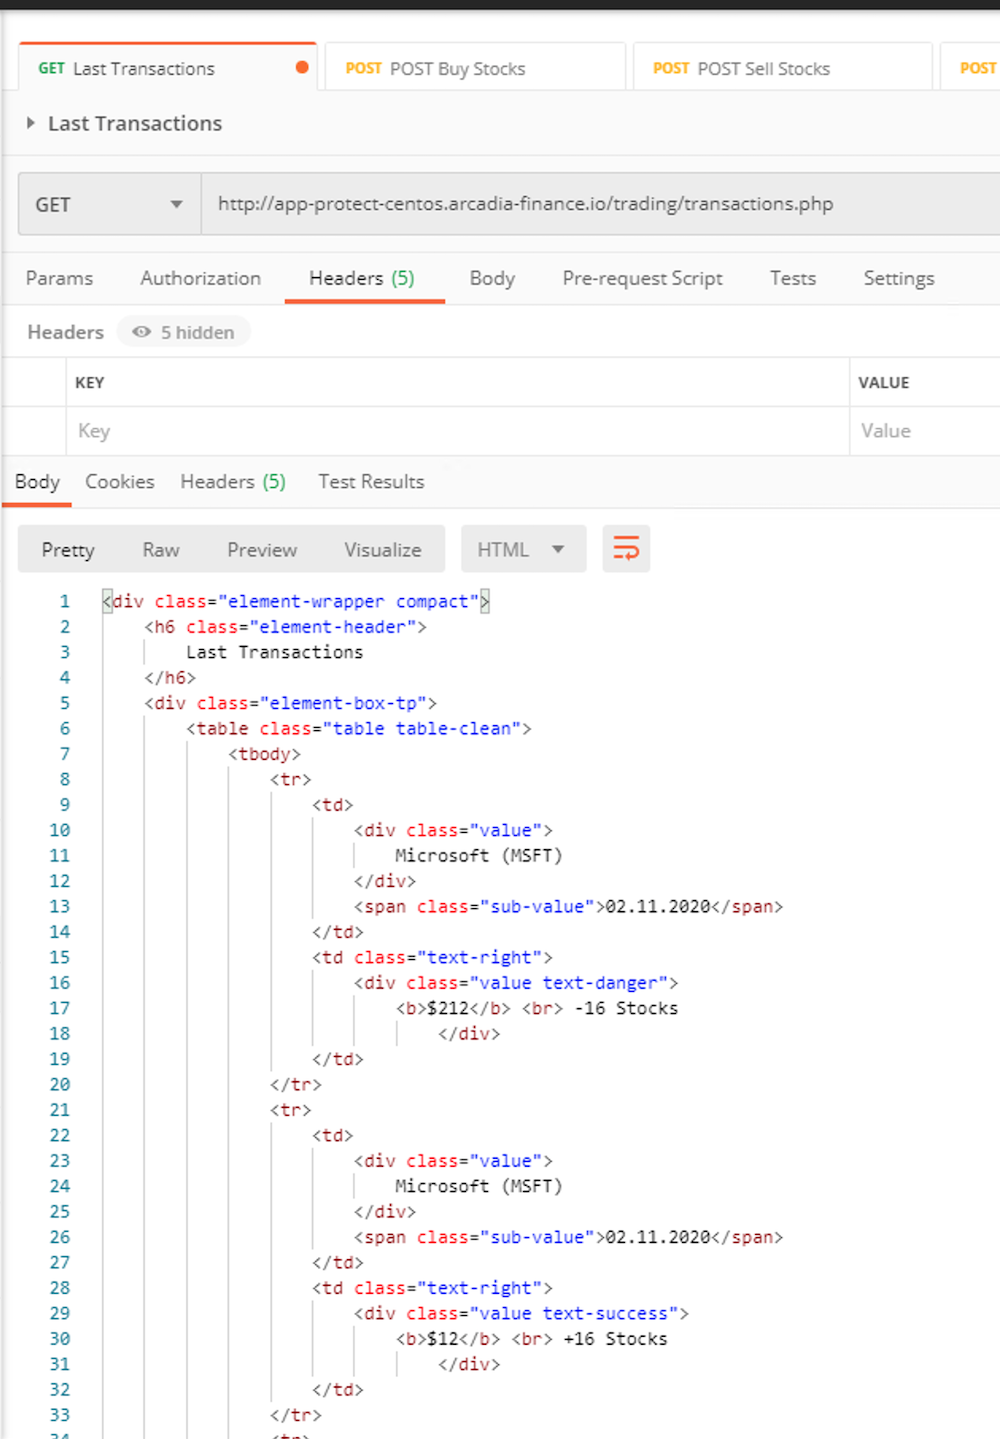 GET Last Transactions POST POST Buy Stocks POST POST Sell Stocks POST
Last Transactions
GET http://app-protect-centos.arcadia-finance.io/trading/transactions.php
Params Authorization Headers (5) Body Pre-request Script Tests Settings
Headers 5 hidden
KEY VALUE
Key Value
Body Cookies Headers (5) Test Results
Pretty Raw Preview Visualize HTML
1 <div class="element-wrapper compact">
2 <h6 class="element-header">
3 Last Transactions
4 </h6>
5 <div class="element-box-tp">
6 <table class="table table-clean">
7 <tbody>
8 <tr>
9 <td>
10 <div class="value">
11 Microsoft (MSFT)
12 </div>
13 <span class="sub-value">02.11.2020</span>
14 </td>
15 <td class="text-right">
16 <div class="value text-danger">
17 <b>$212</b> <br> -16 Stocks
18 </div>
19 </td>
20 </tr>
21 <tr>
22 <td>
23 <div class="value">
24 Microsoft (MSFT)
25 </div>
26 <span class="sub-value">02.11.2020</span>
27 </td>
28 <td class="text-right">
29 <div class="value text-success">
30 <b>$12</b> <br> +16 Stocks
31 </div>
32 </td>
33 </tr>
34 <tr>